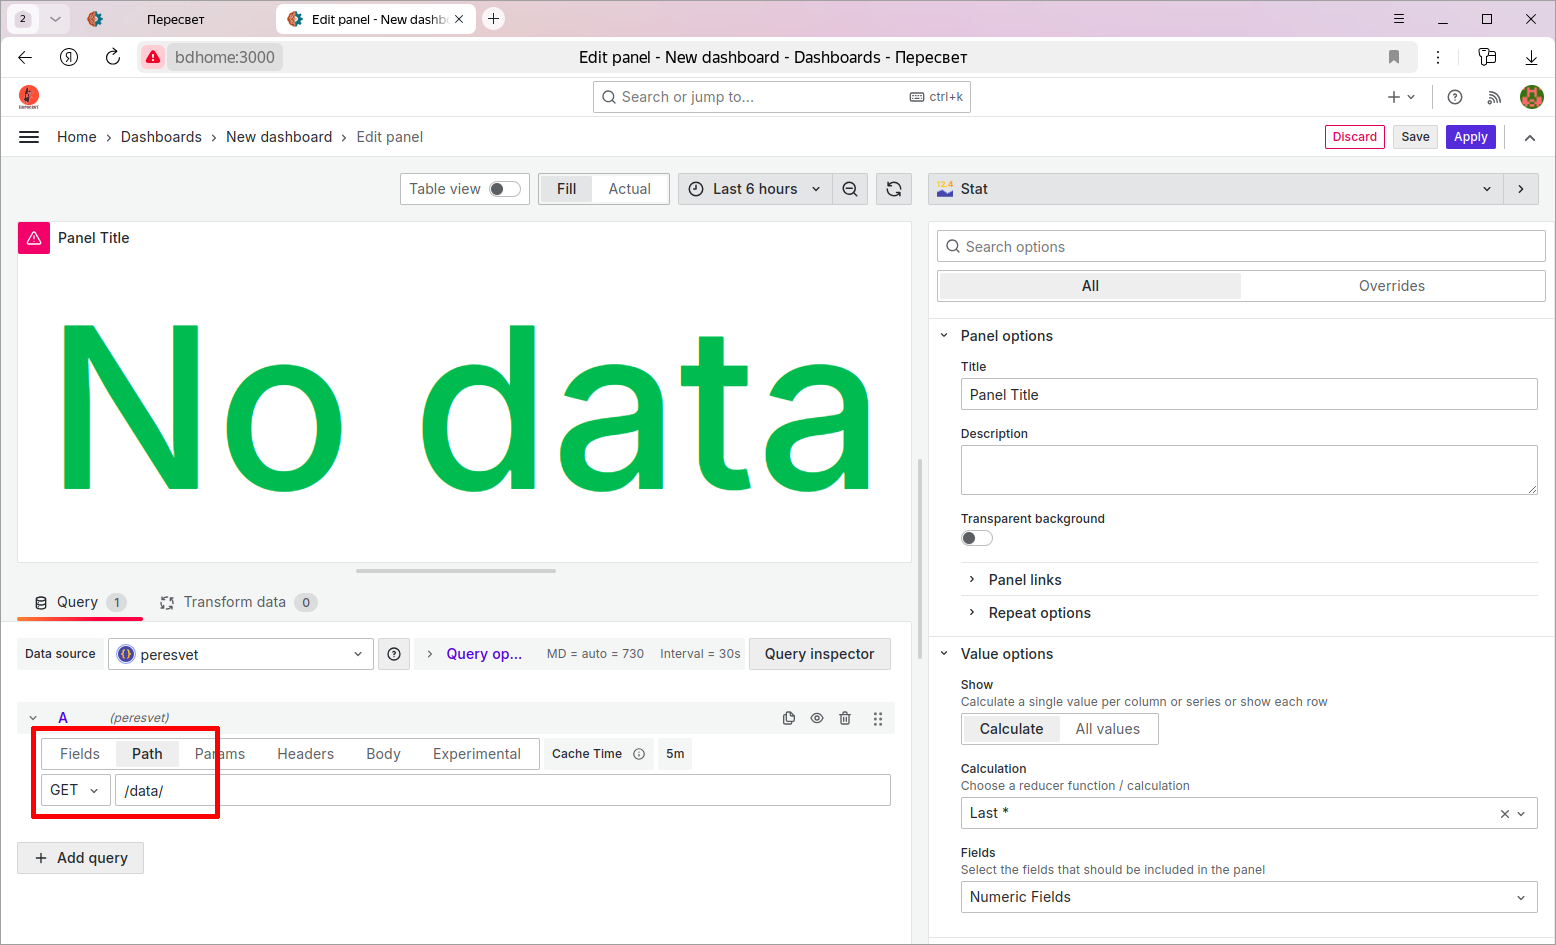 2
Пересвет
Edit panel - New dashbo
bdhome:3000
Edit panel - New dashboard - Dashboards - Пересвет
Search or jump to...
ctrl+k
Home › Dashboards › New dashboard › Edit panel
Discard
Save
Apply
Table view
Fill
Actual
Last 6 hours
12.4
Stat
Panel Title
No data
Search options
All
Overrides
Panel options
Title
Panel Title
Description
Transparent background
Panel links
Repeat options
Query 1
Transform data 0
Data source
peresvet
Query op...
MD = auto = 730
Interval = 30s
Query inspector
A
(peresvet)
Fields
Path
Params
Headers
Body
Experimental
Cache Time
5m
GET
/data/
+ Add query
Value options
Show
Calculate a single value per column or series or show each row
Calculate
All values
Calculation
Choose a reducer function / calculation
Last *
Fields
Select the fields that should be included in the panel
Numeric Fields